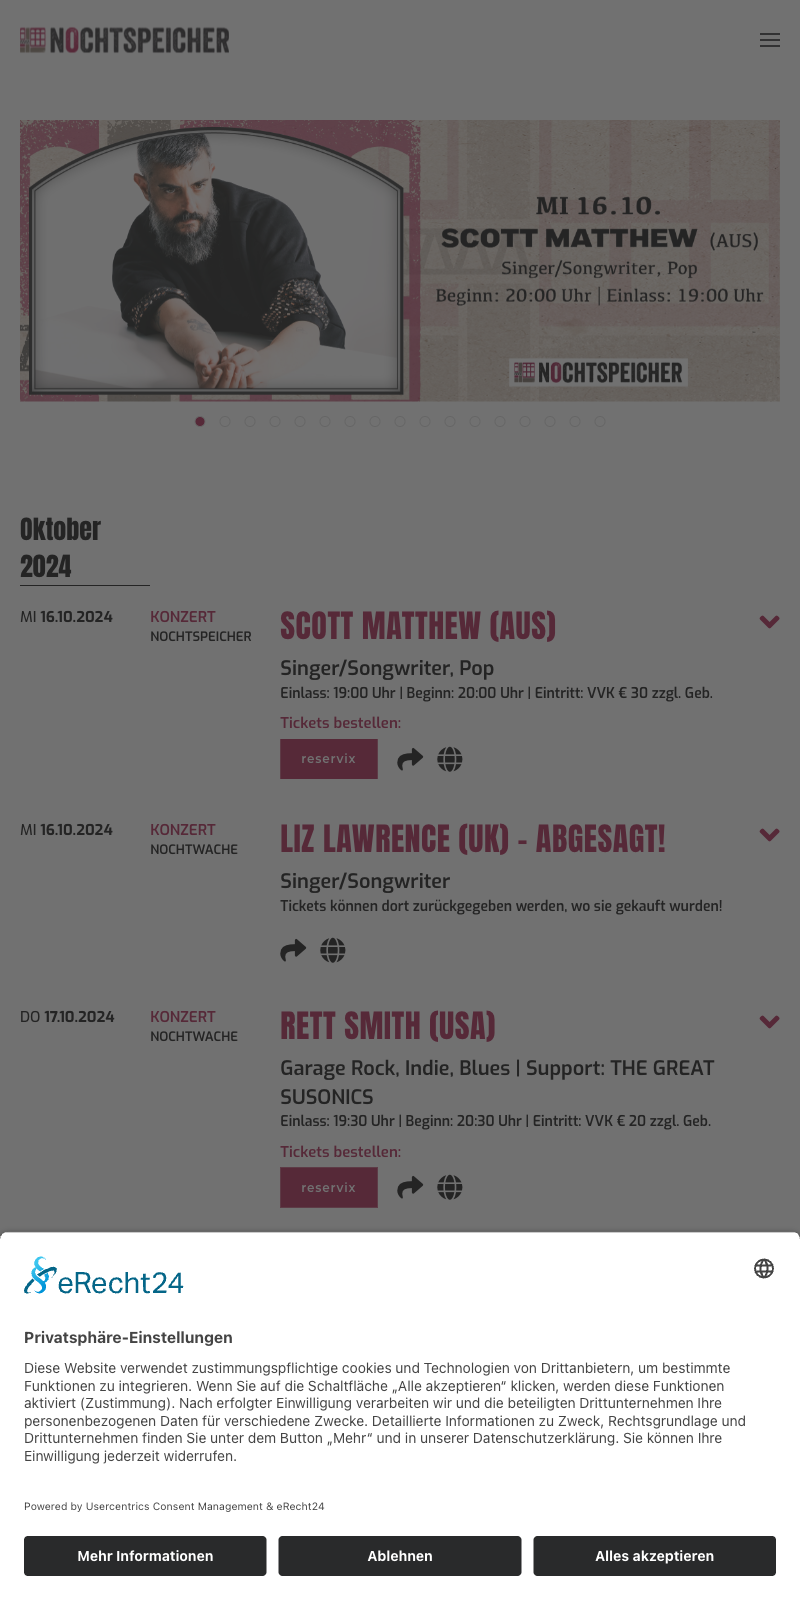 NOCHTSPEICHER
MI 16.10.
SCOTT MATTHEW (AUS)
Singer/Songwriter, Pop
Beginn: 20:00 Uhr | Einlass: 19:00 Uhr
NOCHTSPEICHER
Oktober
2024
MI 16.10.2024
KONZERT
NOCHTSPEICHER
SCOTT MATTHEW (AUS)
Singer/Songwriter, Pop
Einlass: 19:00 Uhr | Beginn: 20:00 Uhr | Eintritt: VVK € 30 zzgl. Geb.
Tickets bestellen:
reservix
MI 16.10.2024
KONZERT
NOCHTWACHE
LIZ LAWRENCE (UK) - ABGESAGT!
Singer/Songwriter
Tickets können dort zurückgegeben werden, wo sie gekauft wurden!
DO 17.10.2024
KONZERT
NOCHTWACHE
RETT SMITH (USA)
Garage Rock, Indie, Blues | Support: THE GREAT
SUSONICS
Einlass: 19:30 Uhr | Beginn: 20:30 Uhr | Eintritt: VVK € 20 zzgl. Geb.
Tickets bestellen:
reservix
eRecht24
Privatsphäre-Einstellungen
Diese Website verwendet zustimmungspflichtige cookies und Technologien von Drittanbietern, um bestimmte
Funktionen zu integrieren. Wenn Sie auf die Schaltfläche „Alle akzeptieren“ klicken, werden diese Funktionen
aktiviert (Zustimmung). Nach erfolgter Einwilligung verarbeiten wir und die beteiligten Drittunternehmen Ihre
personenbezogenen Daten für verschiedene Zwecke. Detaillierte Informationen zu Zweck, Rechtsgrundlage und
Drittunternehmen finden Sie unter dem Button „Mehr“ und in unserer Datenschutzerklärung. Sie können Ihre
Einwilligung jederzeit widerrufen.
Powered by Usercentrics Consent Management & eRecht24
Mehr Informationen
Ablehnen
Alles akzeptieren